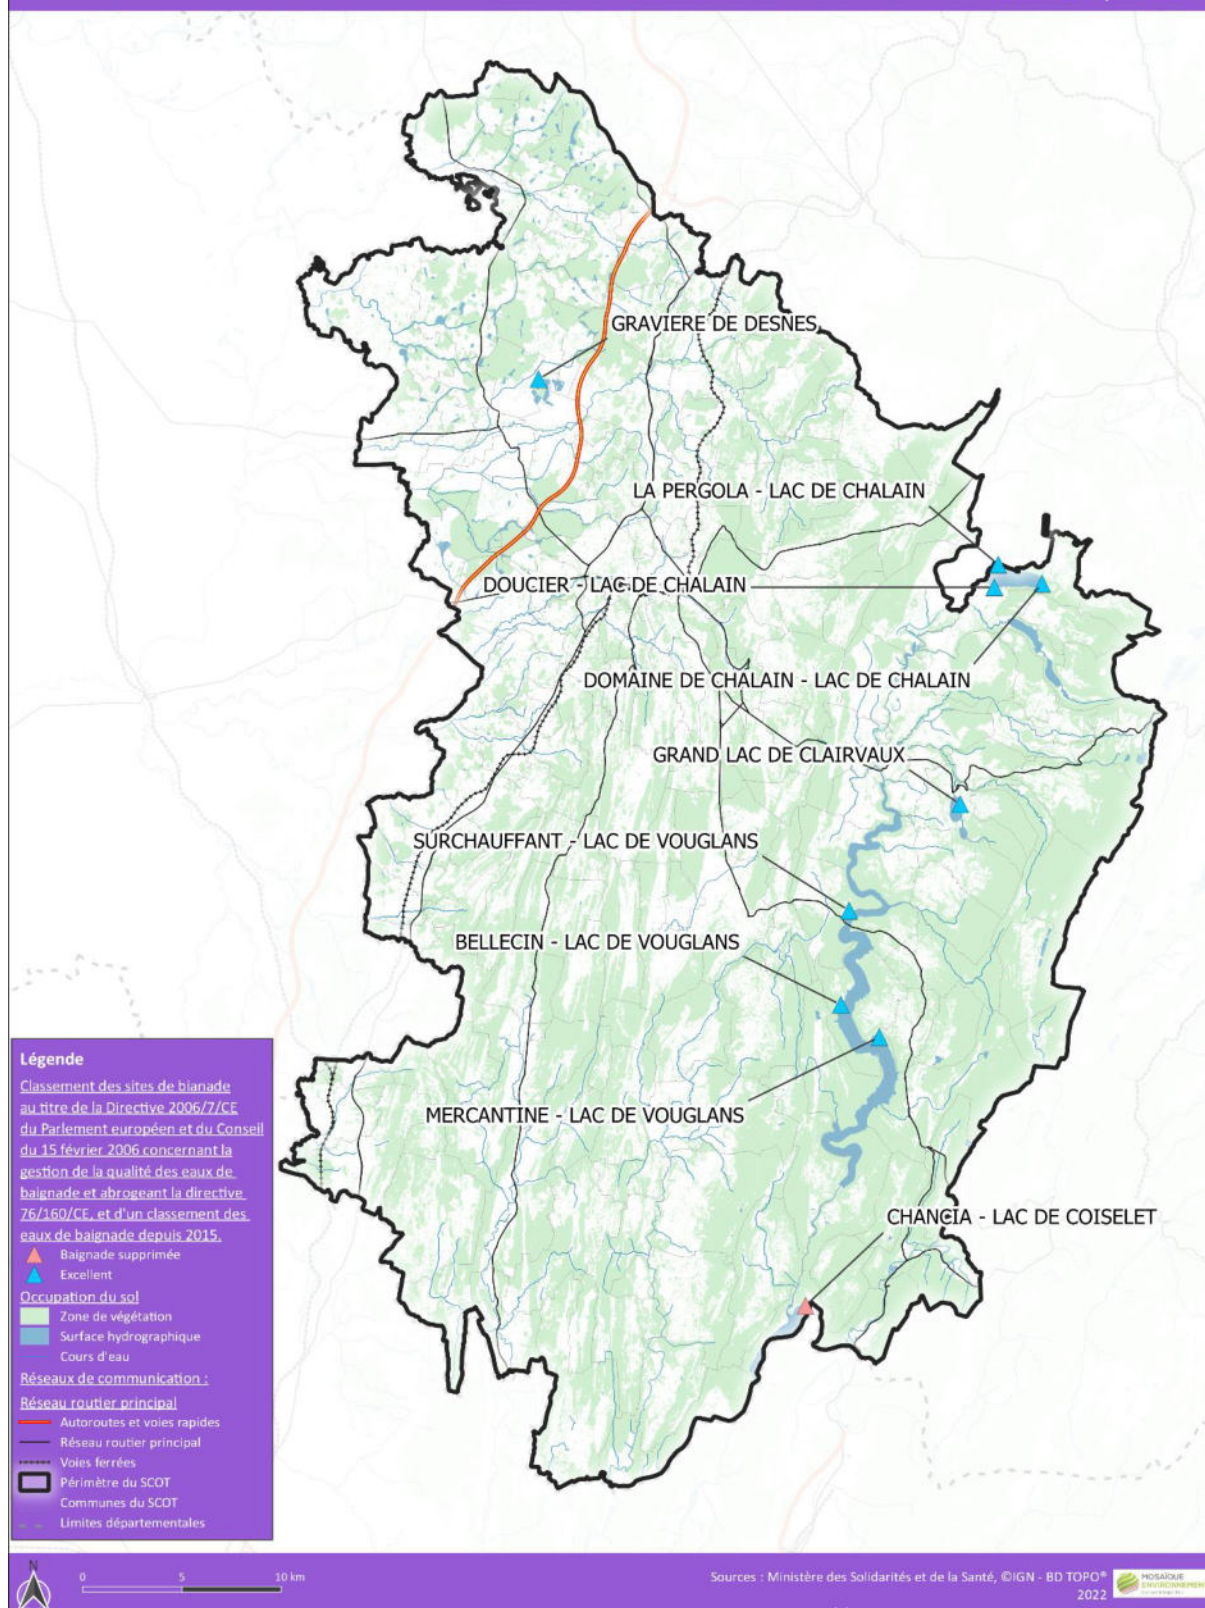 GRAVIERE DE DESNES
LA PERGOLA - LAC DE CHALAIN
DOUCIER - LAC DE CHALAIN
DOMAINE DE CHALAIN - LAC DE CHALAIN
GRAND LAC DE CLAIRVAUX
SURCHAUFFANT - LAC DE VOUGLANS
BELLECIN - LAC DE VOUGLANS
MERCANTINE - LAC DE VOUGLANS
CHANCIA - LAC DE COISELET
Légende
Classement des sites de bianade
au titre de la Directive 2006/7/CE
du Parlement européen et du Conseil
du 15 février 2006 concernant la
gestion de la qualité des eaux de
baignade et abrogeant la directive
76/160/CE, et d'un classement des
eaux de baignade depuis 2015.
Baignade supprimée
Excellent
Occupation du sol
Zone de végétation
Surface hydrographique
Cours d'eau
Réseaux de communication :
Réseau routier principal
Autoroutes et voies rapides
Réseau routier principal
Voies ferrées
Périmètre du SCOT
Communes du SCOT
Limites départementales
N
0 5 10 km
Sources : Ministère des Solidarités et de la Santé, ©IGN - BD TOPO®
2022
MOSAÏQUE
ENVIRONNEMENT